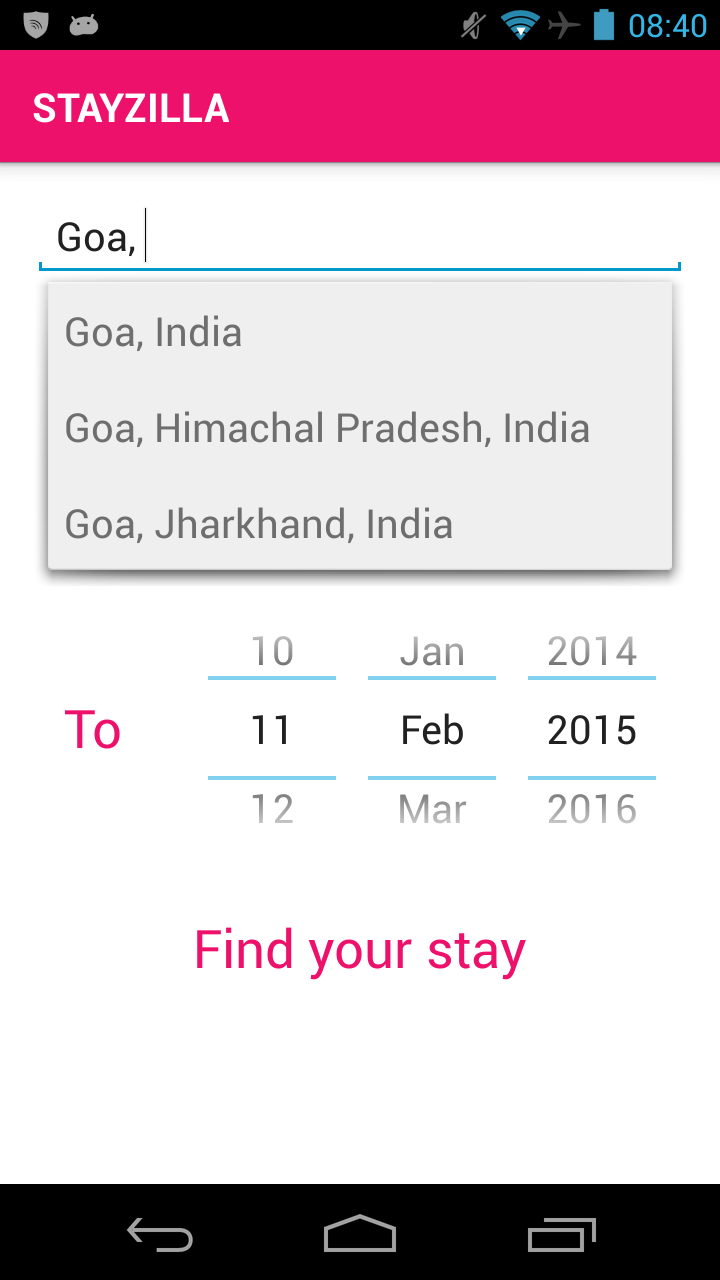 08:40
STAYZILLA
Goa,
Goa, India
Goa, Himachal Pradesh, India
Goa, Jharkhand, India
10 Jan 2014
To 11 Feb 2015
12 Mar 2016
Find your stay